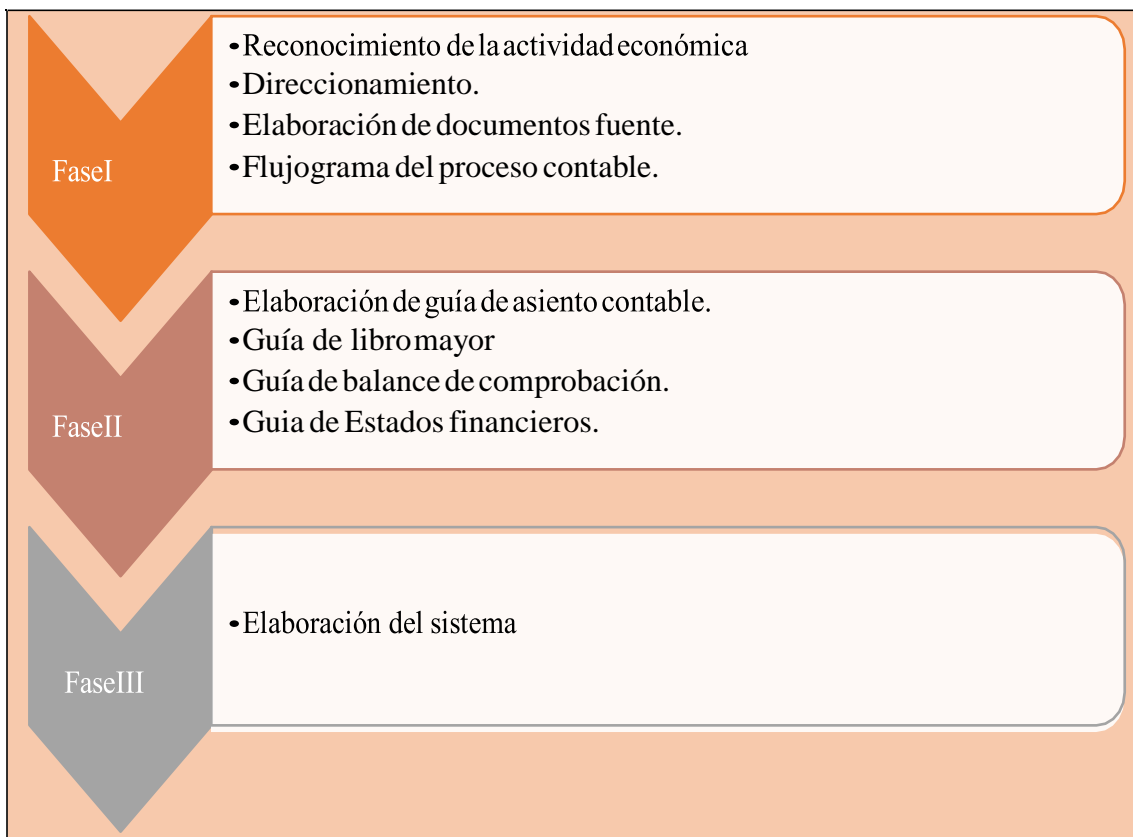 •Reconocimiento de la actividad económica
•Direccionamiento.
•Elaboración de documentos fuente.
•Flujograma del proceso contable.
FaseI
•Elaboración de guía de asiento contable.
•Guía de libro mayor
•Guía de balance de comprobación.
•Guia de Estados financieros.
FaseII
•Elaboración del sistema
FaseIII